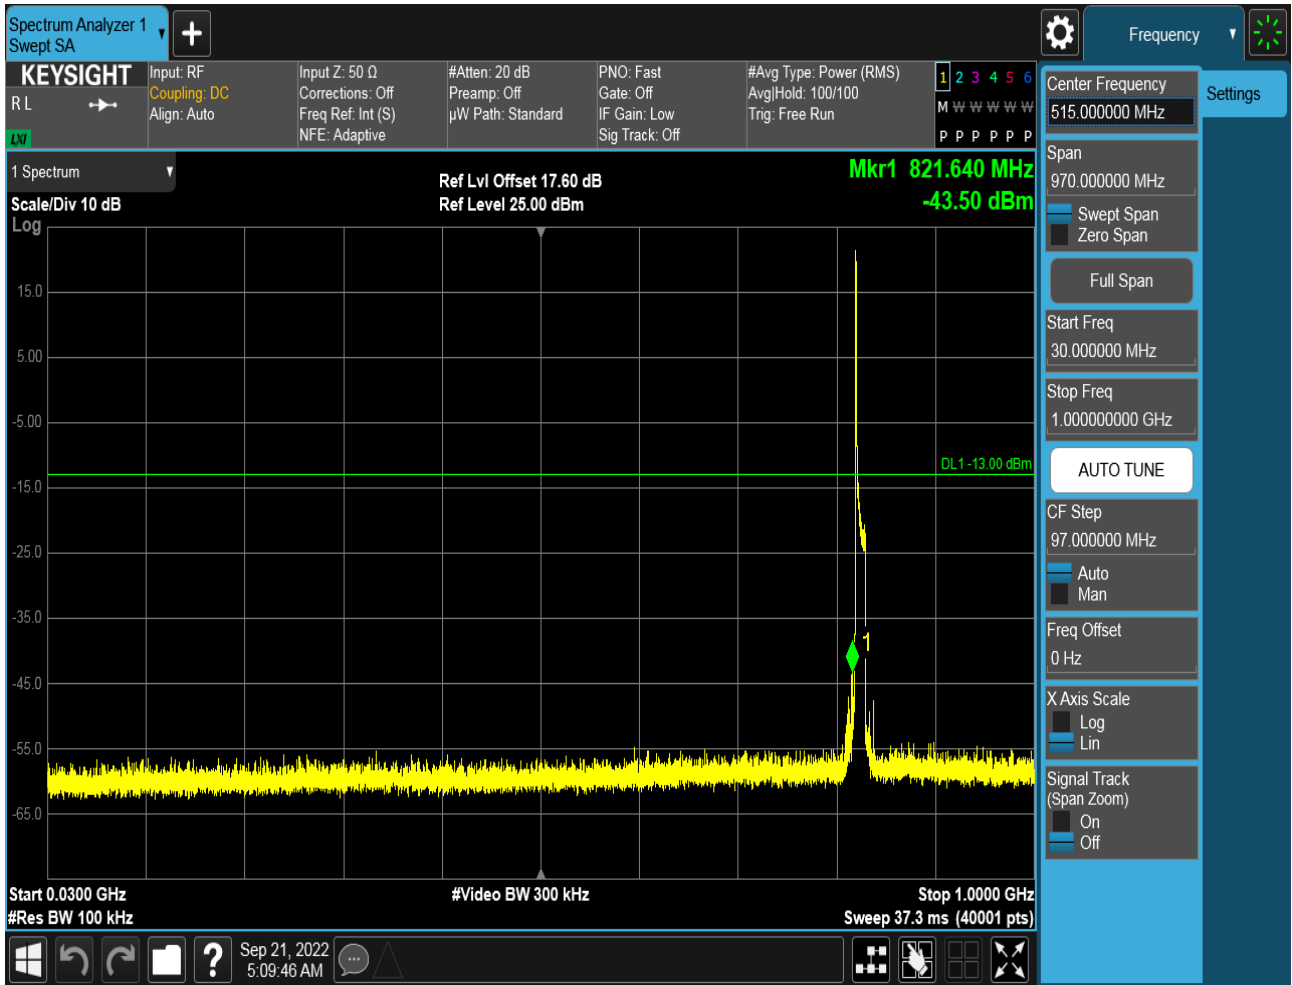 Spectrum Analyzer 1
Swept SA
Frequency
KEYSIGHT
R L
LXI
Input: RF
Coupling: DC
Align: Auto
Input Z: 50 Ω
Corrections: Off
Freq Ref: Int (S)
NFE: Adaptive
#Atten: 20 dB
Preamp: Off
µW Path: Standard
PNO: Fast
Gate: Off
IF Gain: Low
Sig Track: Off
#Avg Type: Power (RMS)
Avg|Hold: 100/100
Trig: Free Run
1 2 3 4 5 6
M W W W W W
P P P P P P
1 Spectrum
Scale/Div 10 dB
Log
Ref Lvl Offset 17.60 dB
Ref Level 25.00 dBm
Mkr1 821.640 MHz
-43.50 dBm
15.0
5.00
-5.00
-15.0
-25.0
-35.0
-45.0
-55.0
-65.0
DL1 -13.00 dBm
1
Start 0.0300 GHz
#Res BW 100 kHz
#Video BW 300 kHz
Stop 1.0000 GHz
Sweep 37.3 ms (40001 pts)
Center Frequency
515.000000 MHz
Settings
Span
970.000000 MHz
Swept Span
Zero Span
Full Span
Start Freq
30.000000 MHz
Stop Freq
1.000000000 GHz
AUTO TUNE
CF Step
97.000000 MHz
Auto
Man
Freq Offset
0 Hz
X Axis Scale
Log
Lin
Signal Track
(Span Zoom)
On
Off
?
Sep 21, 2022
5:09:46 AM